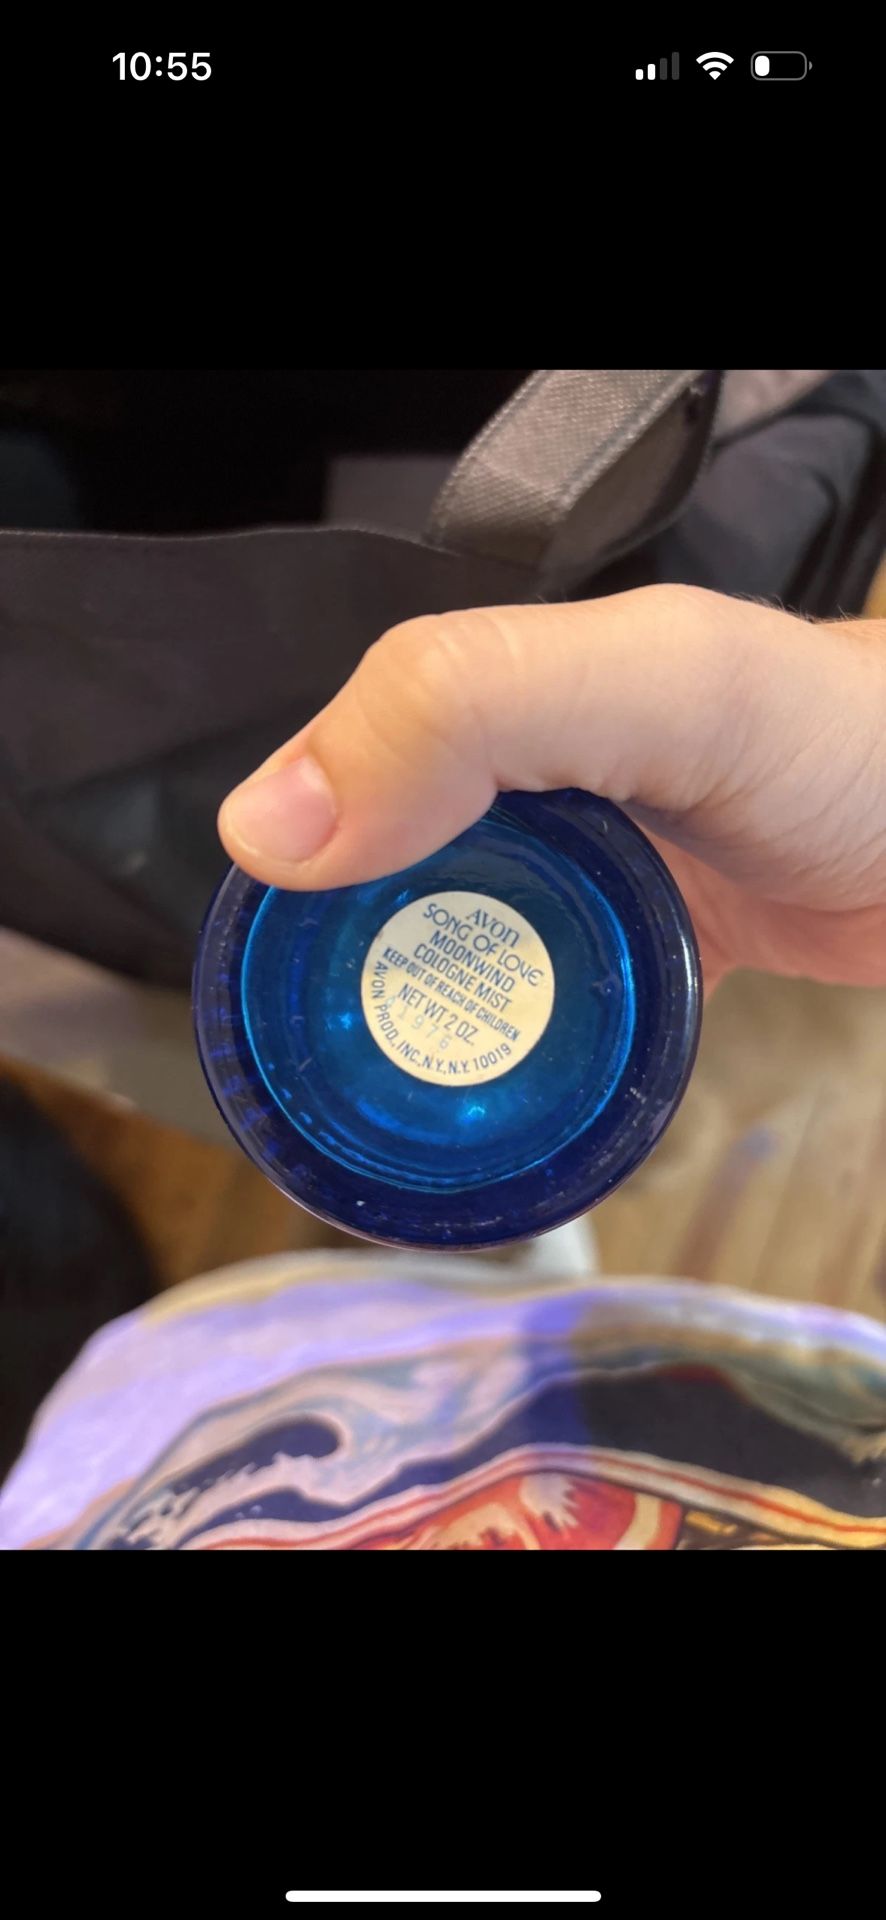 10:55
AVON
SONG OF LOVE
MOONWIND
COLOGNE MIST
KEEP OUT OF REACH OF CHILDREN
NET WT 2 OZ.
AVON PROD., INC., N.Y., N.Y. 10019